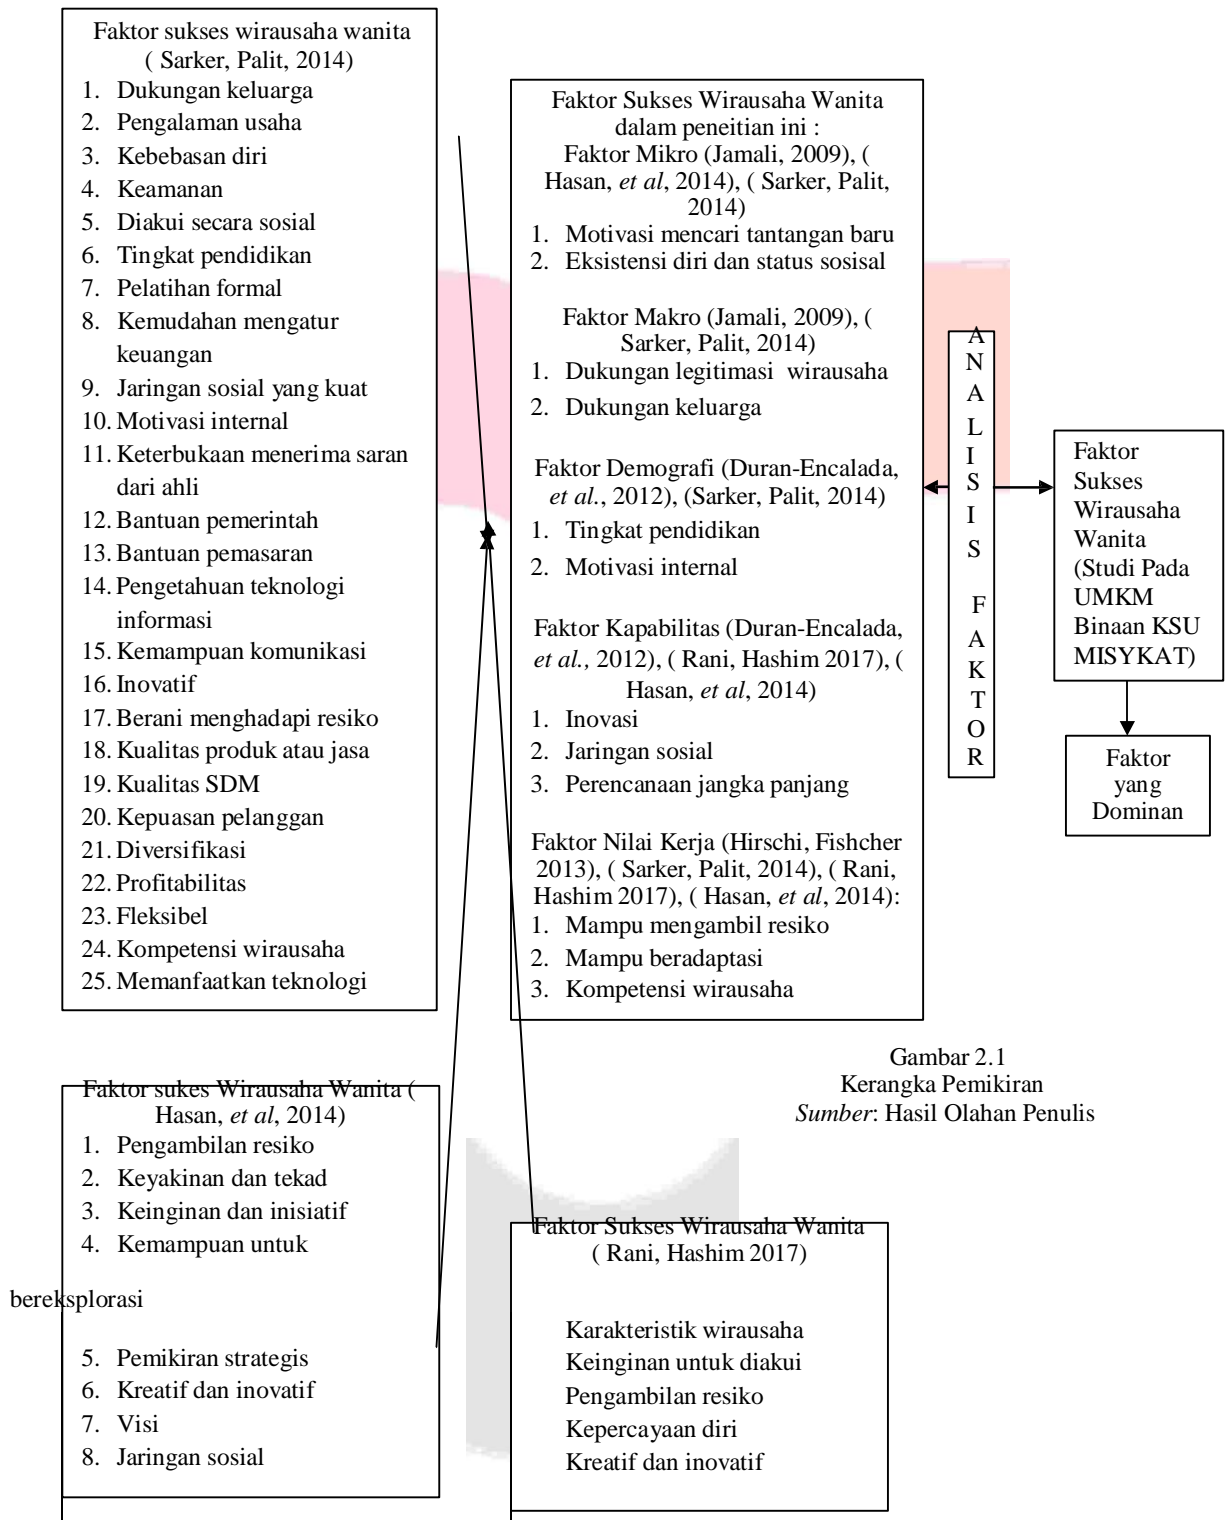 Faktor sukses wirausaha wanita
( Sarker, Palit, 2014)
1. Dukungan keluarga
2. Pengalaman usaha
3. Kebebasan diri
4. Keamanan
5. Diakui secara sosial
6. Tingkat pendidikan
7. Pelatihan formal
8. Kemudahan mengatur
keuangan
9. Jaringan sosial yang kuat
10. Motivasi internal
11. Keterbukaan menerima saran
dari ahli
12. Bantuan pemerintah
13. Bantuan pemasaran
14. Pengetahuan teknologi
informasi
15. Kemampuan komunikasi
16. Inovatif
17. Berani menghadapi resiko
18. Kualitas produk atau jasa
19. Kualitas SDM
20. Kepuasan pelanggan
21. Diversifikasi
22. Profitabilitas
23. Fleksibel
24. Kompetensi wirausaha
25. Memanfaatkan teknologi
Faktor Sukses Wirausaha Wanita
dalam peneitian ini :
Faktor Mikro (Jamali, 2009), (
Hasan, et al, 2014), ( Sarker, Palit,
2014)
1. Motivasi mencari tantangan baru
2. Eksistensi diri dan status sosisal
Faktor Makro (Jamali, 2009), (
Sarker, Palit, 2014)
1. Dukungan legitimasi wirausaha
2. Dukungan keluarga
Faktor Demografi (Duran-Encalada,
et al., 2012), (Sarker, Palit, 2014)
1. Tingkat pendidikan
2. Motivasi internal
Faktor Kapabilitas (Duran-Encalada,
et al., 2012), ( Rani, Hashim 2017), (
Hasan, et al, 2014)
1. Inovasi
2. Jaringan sosial
3. Perencanaan jangka panjang
Faktor Nilai Kerja (Hirschi, Fishcher
2013), ( Sarker, Palit, 2014), ( Rani,
Hashim 2017), ( Hasan, et al, 2014):
1. Mampu mengambil resiko
2. Mampu beradaptasi
3. Kompetensi wirausaha
A
N
A
L
I
S
I
S
F
A
K
T
O
R
Faktor
Sukses
Wirausaha
Wanita
(Studi Pada
UMKM
Binaan KSU
MISYKAT)
Faktor
yang
Dominan
Gambar 2.1
Kerangka Pemikiran
Sumber: Hasil Olahan Penulis
Faktor sukes Wirausaha Wanita (
Hasan, et al, 2014)
1. Pengambilan resiko
2. Keyakinan dan tekad
3. Keinginan dan inisiatif
4. Kemampuan untuk
bereksplorasi
5. Pemikiran strategis
6. Kreatif dan inovatif
7. Visi
8. Jaringan sosial
Faktor Sukses Wirausaha Wanita
( Rani, Hashim 2017)
Karakteristik wirausaha
Keinginan untuk diakui
Pengambilan resiko
Kepercayaan diri
Kreatif dan inovatif